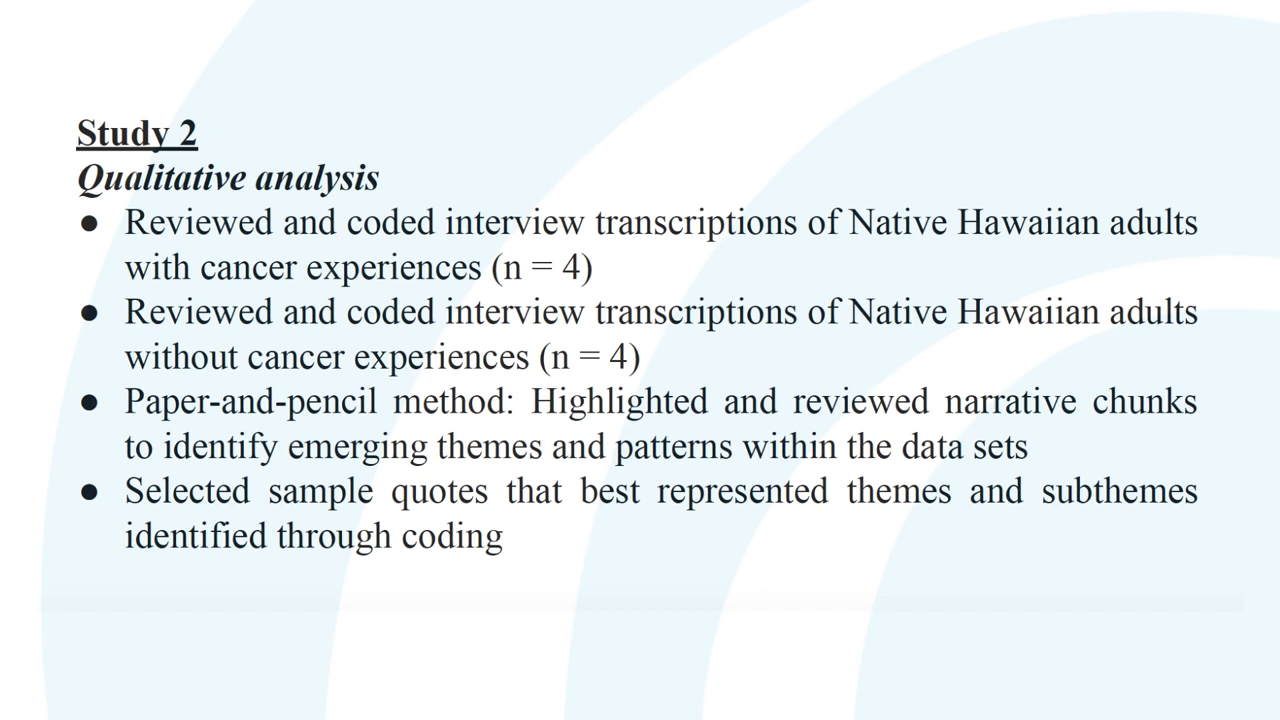 Study 2
Qualitative analysis
● Reviewed and coded interview transcriptions of Native Hawaiian adults
with cancer experiences (n = 4)
● Reviewed and coded interview transcriptions of Native Hawaiian adults
without cancer experiences (n = 4)
● Paper-and-pencil method: Highlighted and reviewed narrative chunks
to identify emerging themes and patterns within the data sets
● Selected sample quotes that best represented themes and subthemes
identified through coding